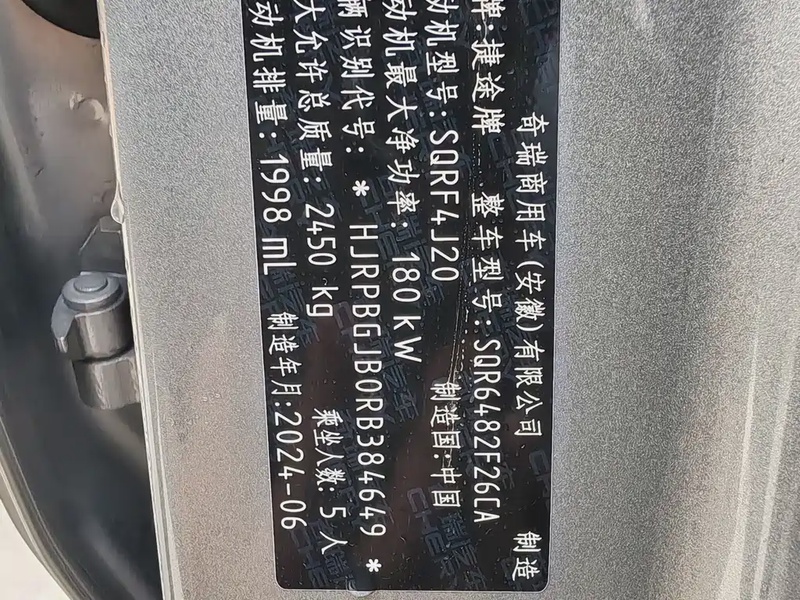 奇瑞商用车(安徽)有限公司 制造
牌:捷途牌 整车型号:SQR6482F26CA
动机型号:SQRF4J20 制造国:中国
动机最大净功率:180kW
辆识别代号: *HJRPBGJB0RB384649*
大允许总质量: 2450 kg 乘坐人数: 5人
动机排量: 1998 mL 制造年月:2024-06